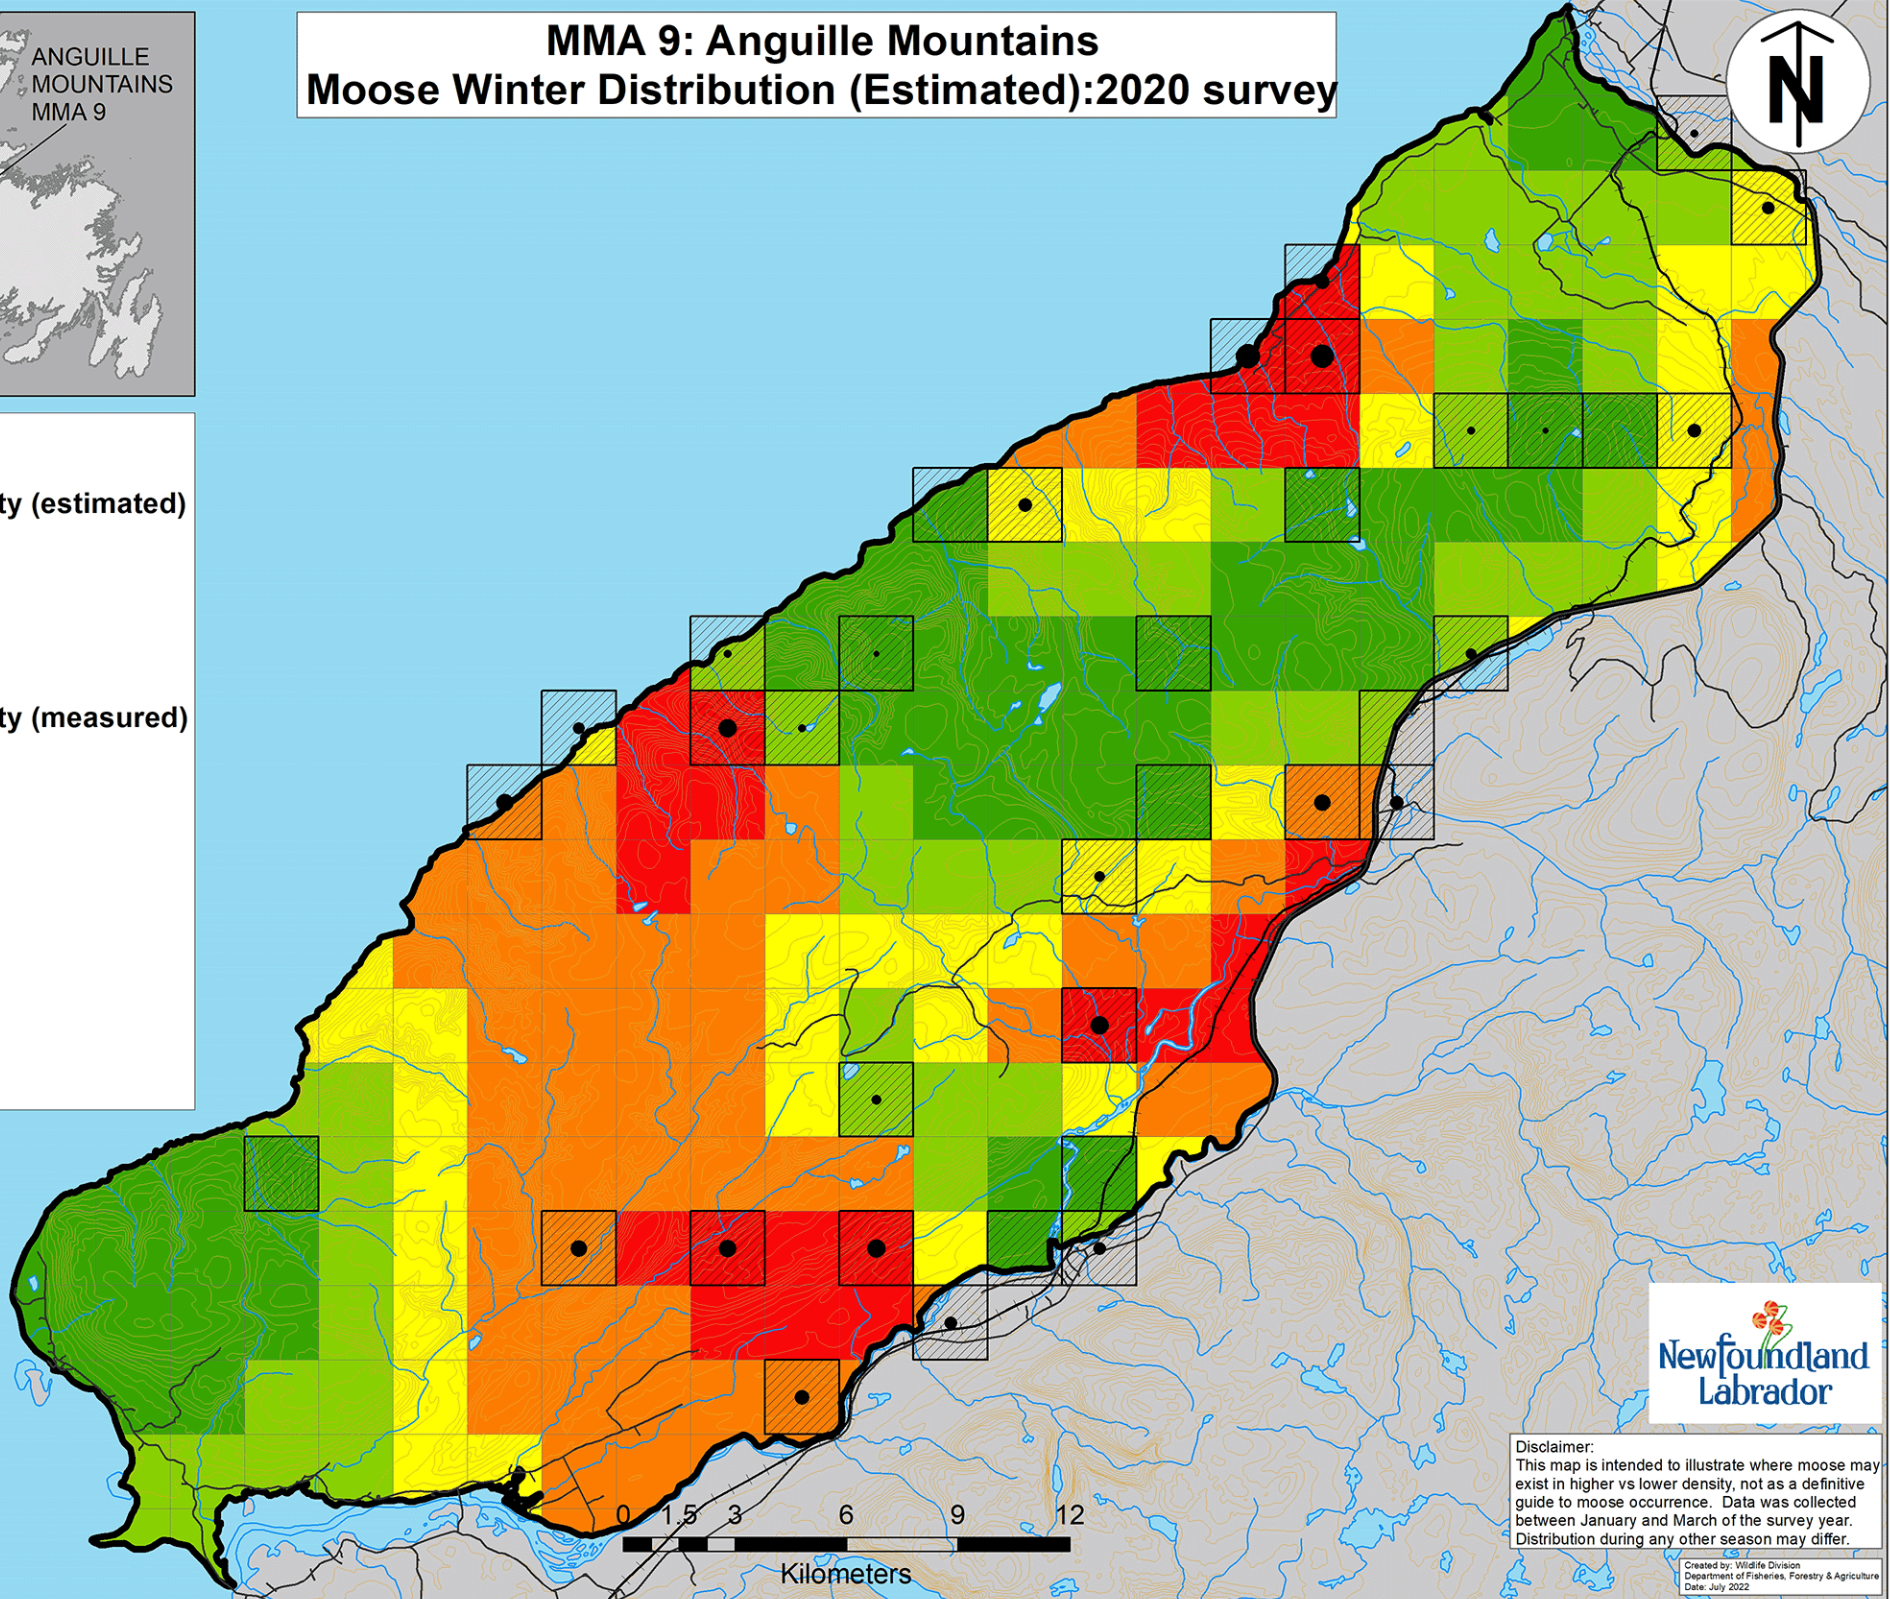 ANGUILLE
MOUNTAINS
MMA 9
MMA 9: Anguille Mountains
Moose Winter Distribution (Estimated):2020 survey
N
ty (estimated)
ty (measured)
0 1.5 3 6 9 12
Kilometers
Newfoundland
Labrador
Disclaimer:
This map is intended to illustrate where moose may
exist in higher vs lower density, not as a definitive
guide to moose occurrence. Data was collected
between January and March of the survey year.
Distribution during any other season may differ.
Created by: Wildlife Division
Department of Fisheries, Forestry & Agriculture
Date: July 2022